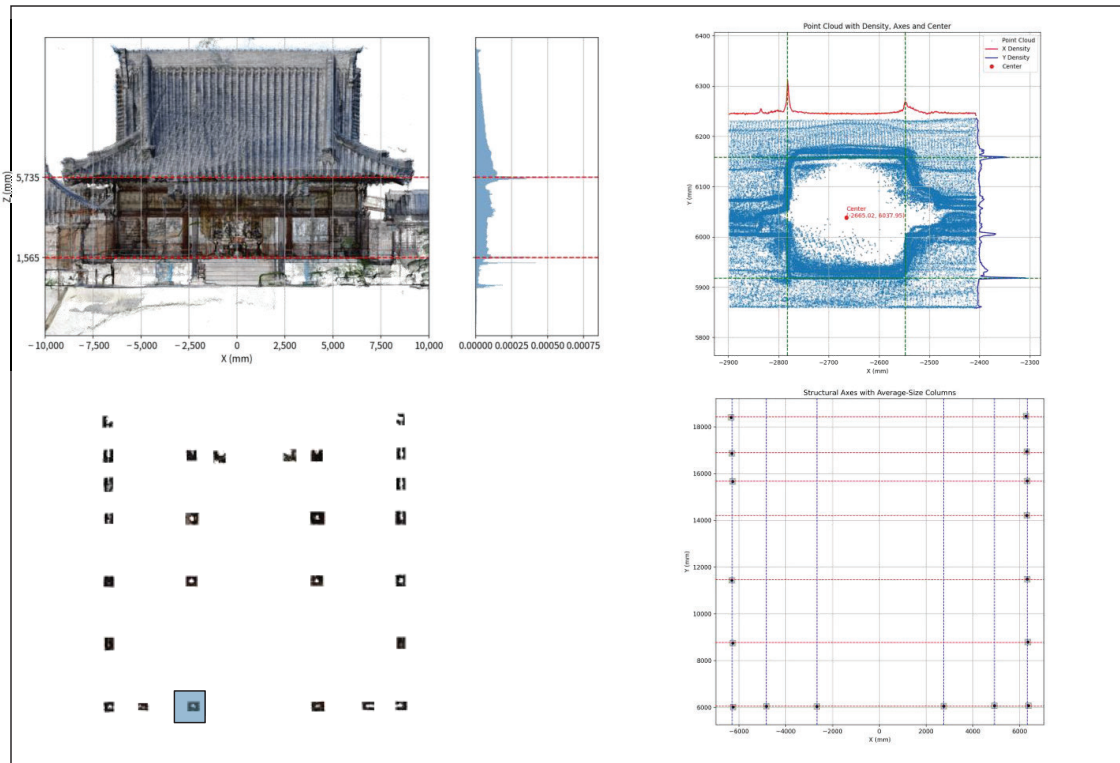 Z (mm)
5,735
1,565
−10,000 −7,500 −5,000 −2,500 0 2,500 5,000 7,500 10,000
X (mm)
0.00000 0.00025 0.00050 0.00075
Point Cloud with Density, Axes and Center
Point Cloud
X Density
Y Density
Center
6400
6300
6200
6100
6000
5900
5800
Y (mm)
Center
(-2665.02, 6037.95)
−2900 −2800 −2700 −2600 −2500 −2400 −2300
X (mm)
Structural Axes with Average-Size Columns
18000
16000
14000
12000
10000
8000
6000
Y (mm)
−6000 −4000 −2000 0 2000 4000 6000
X (mm)